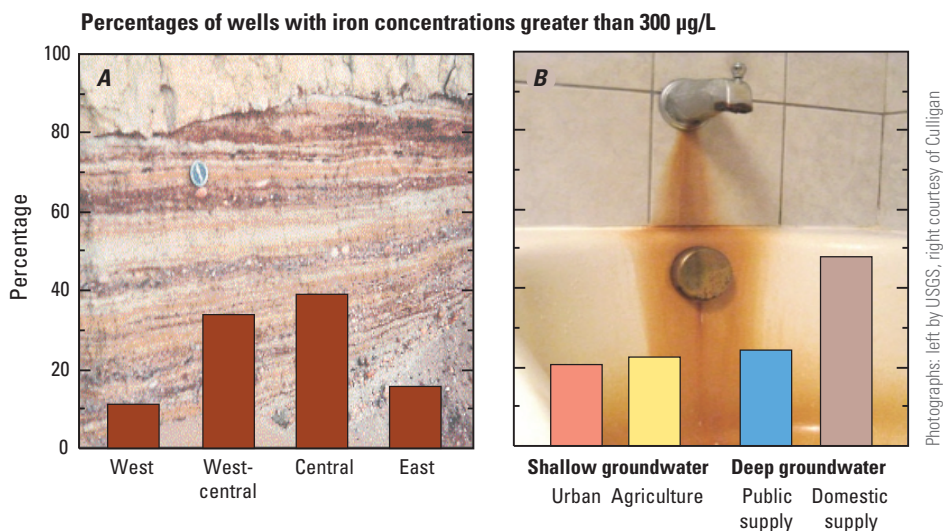 Percentages of wells with iron concentrations greater than 300 µg/L
Percentage
100
80
60
40
20
0
A
West
West-
central
Central
East
B
Shallow groundwater
Urban Agriculture
Deep groundwater
Public
supply
Domestic
supply
Photographs: left by USGS, right courtesy of Culligan